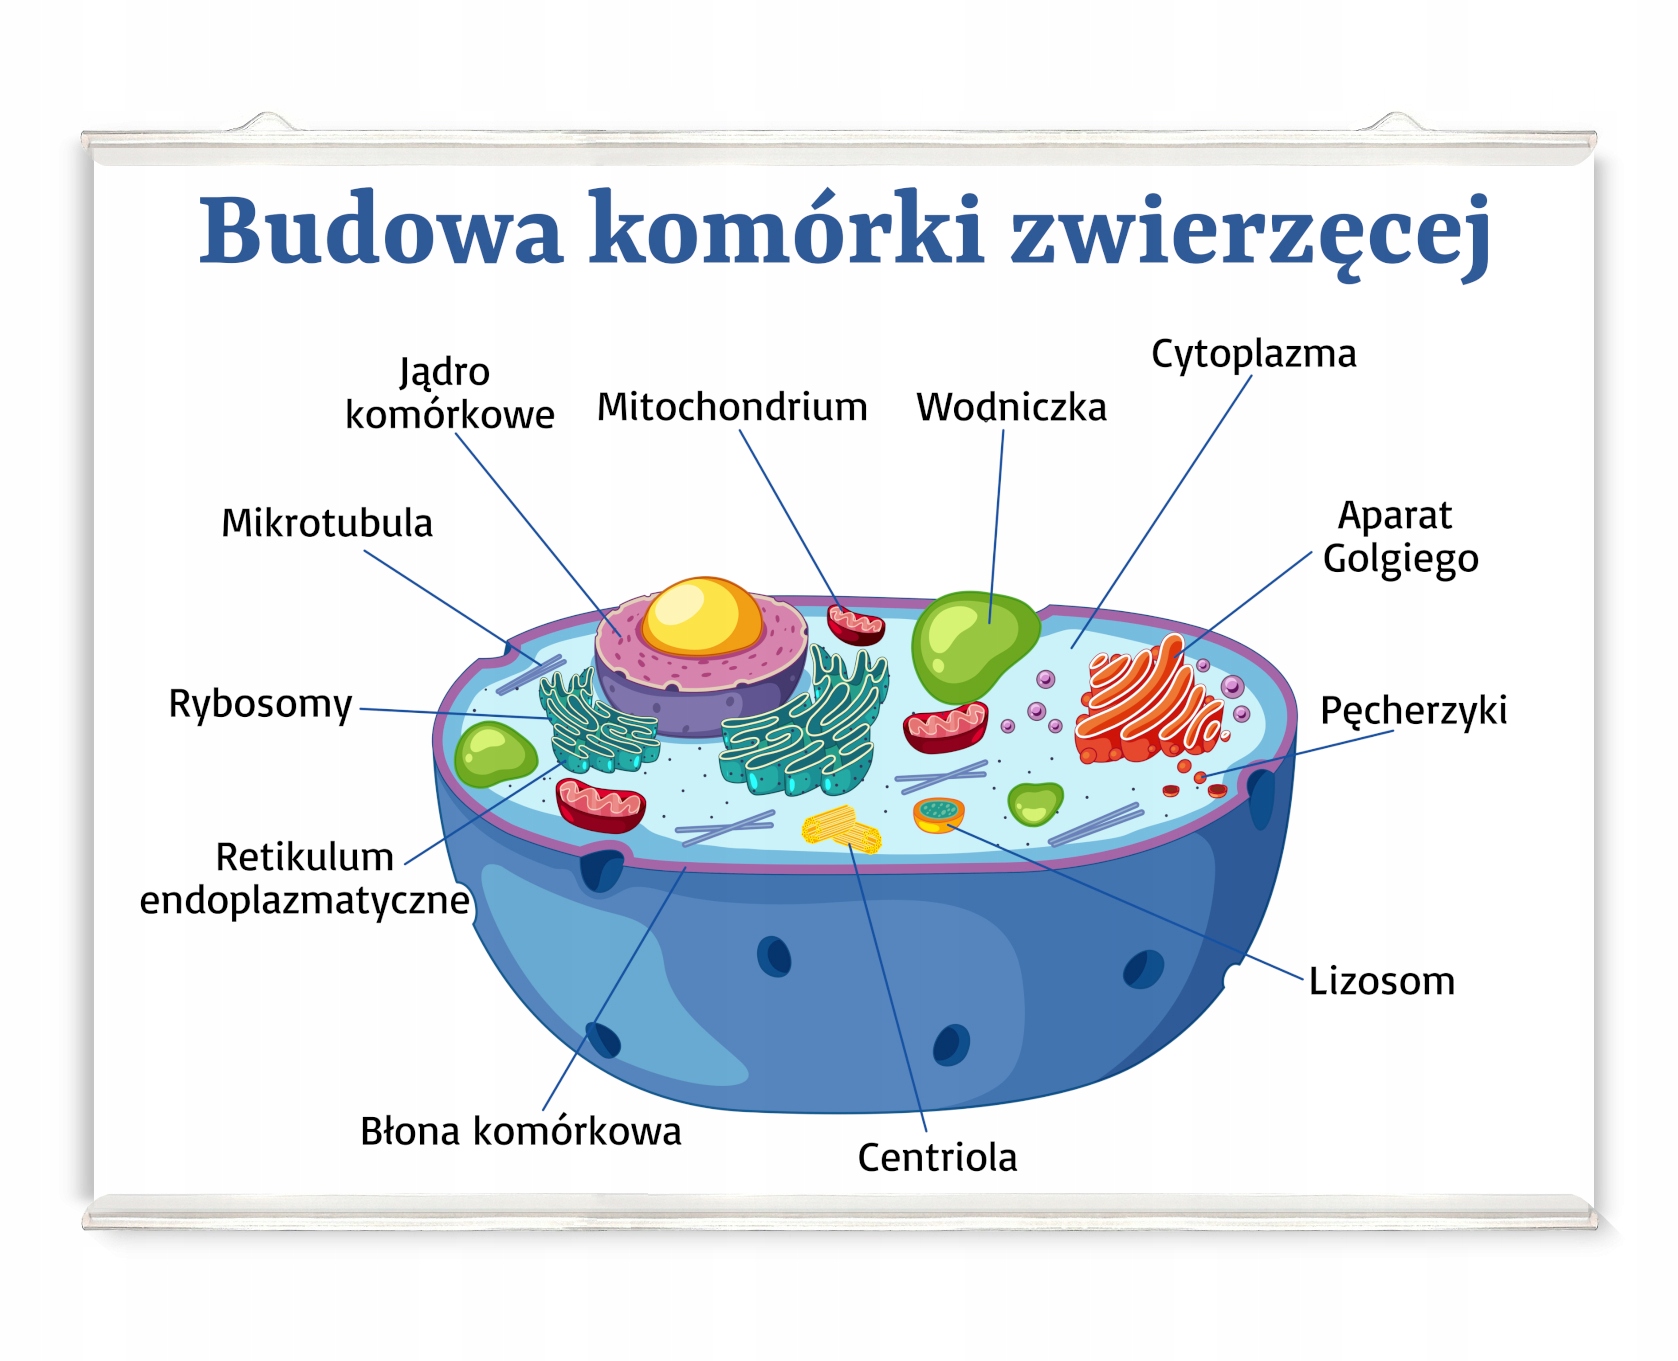 Budowa komórki zwierzęcej
Cytoplazma
Jądro
komórkowe
Mitochondrium
Wodniczka
Mikrotubula
Aparat
Golgiego
Rybosomy
Pęcherzyki
Retikulum
endoplazmatyczne
Lizosom
Błona komórkowa
Centriola